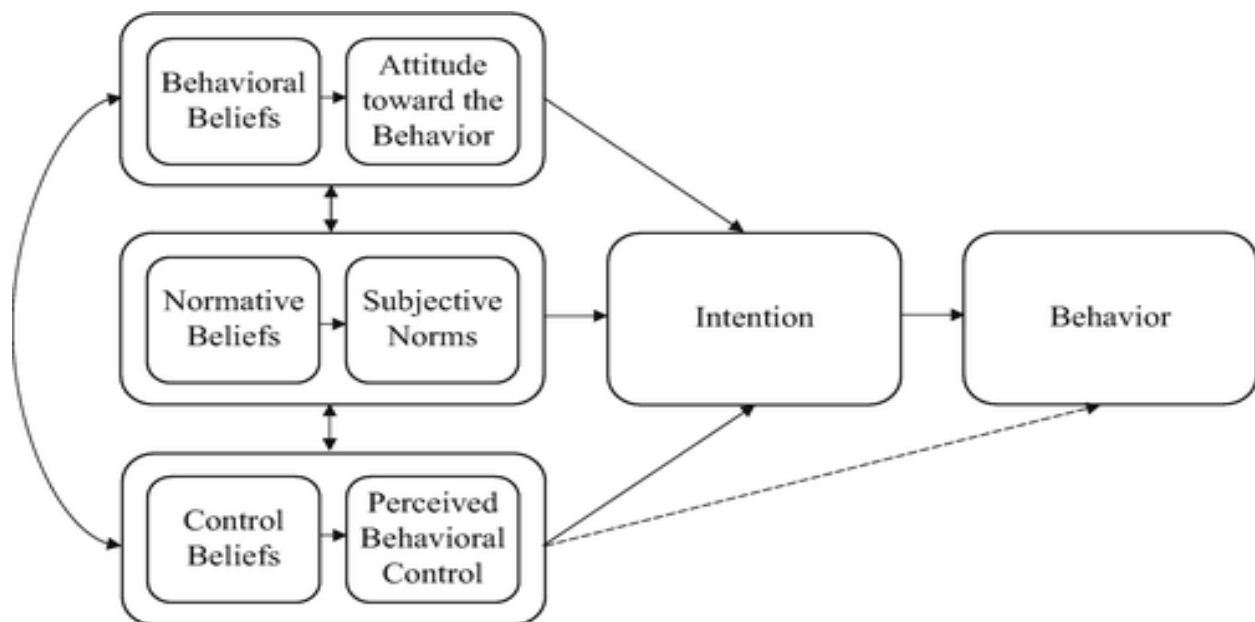 Behavioral
Beliefs
Attitude
toward the
Behavior
Normative
Beliefs
Subjective
Norms
Intention
Behavior
Control
Beliefs
Perceived
Behavioral
Control